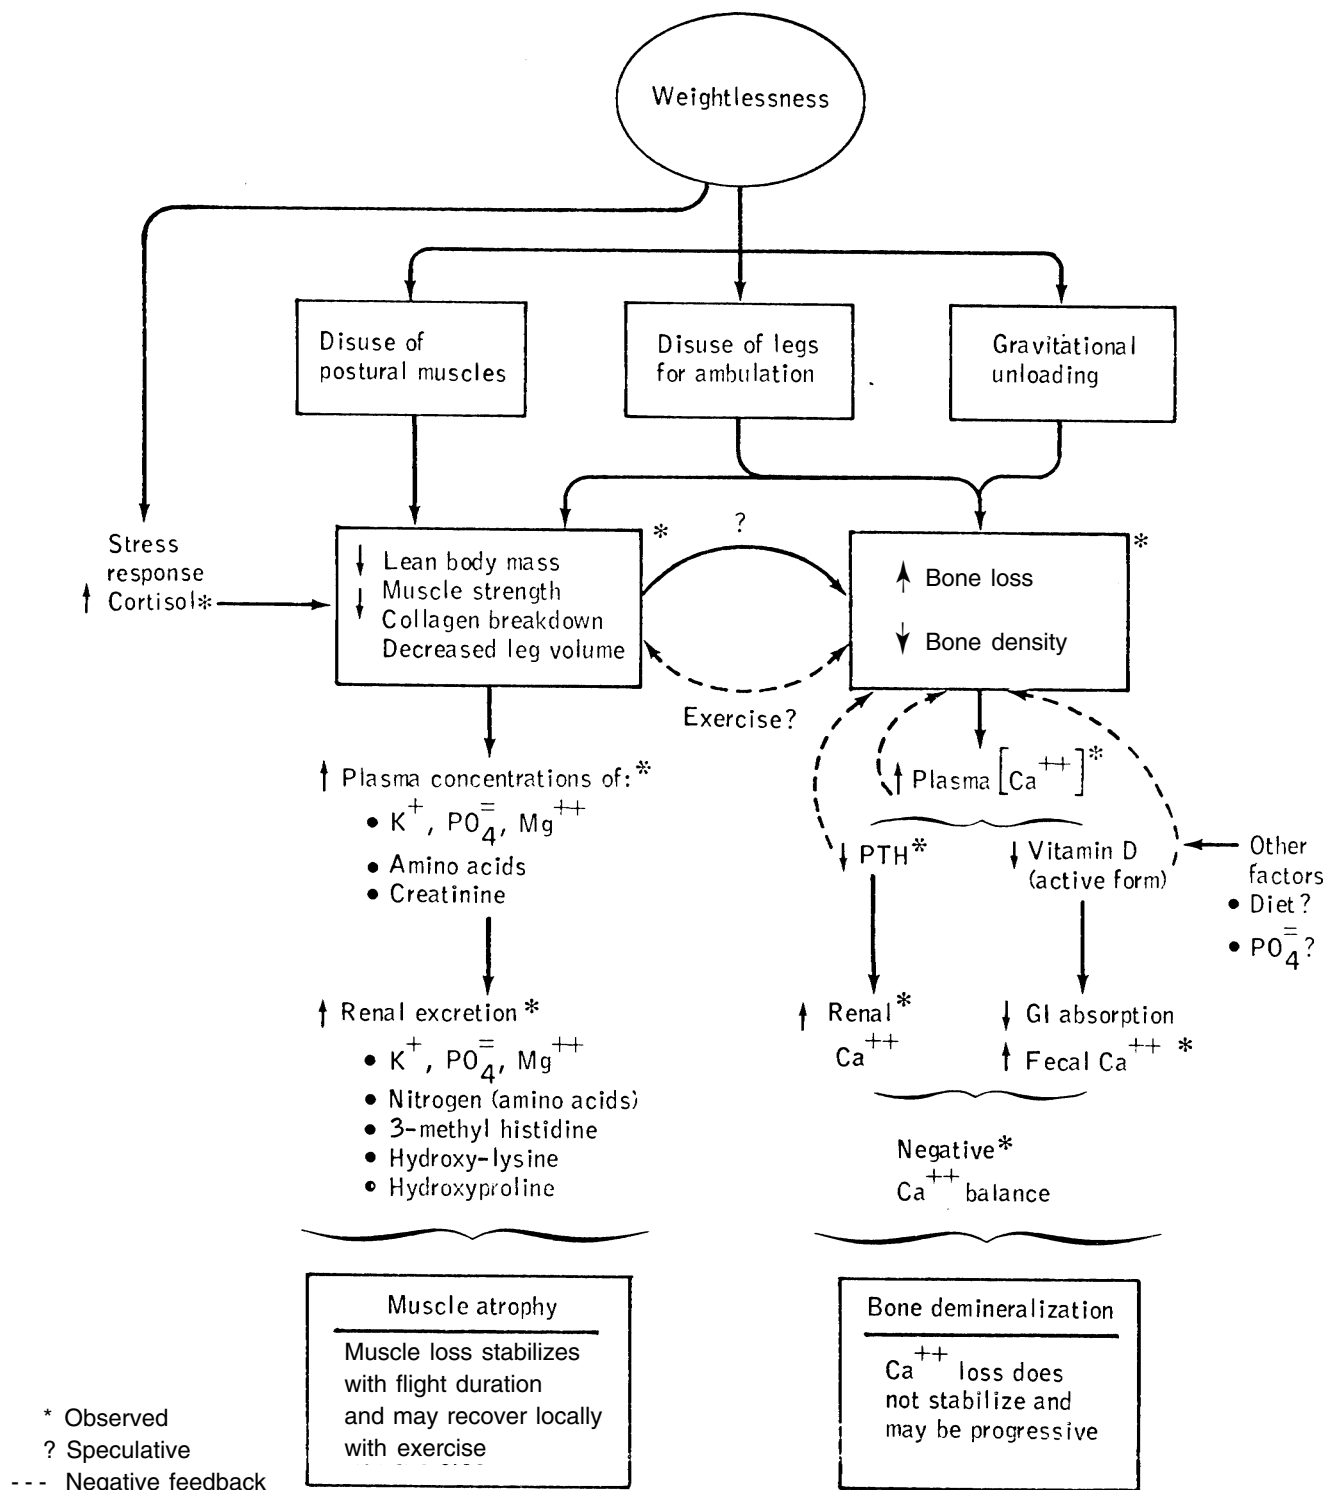 Weightlessness
Disuse of
postural muscles
Disuse of legs
for ambulation
Gravitational
unloading
Stress
response
↑ Cortisol*
*
↓ Lean body mass
↓ Muscle strength
Collagen breakdown
Decreased leg volume
?
*
↑ Bone loss
↓ Bone density
Exercise?
↑ Plasma concentrations of:*
• K+, PO4=, Mg++
• Amino acids
• Creatinine
↑ Plasma [Ca++]*
↓ PTH*
↓ Vitamin D
(active form)
Other
factors
• Diet?
• PO4=?
↑ Renal excretion*
• K+, PO4=, Mg++
• Nitrogen (amino acids)
• 3-methyl histidine
• Hydroxy-lysine
• Hydroxyproline
↑ Renal*
Ca++
↓ GI absorption
↑ Fecal Ca++ *
Negative*
Ca++ balance
Muscle atrophy
Muscle loss stabilizes
with flight duration
and may recover locally
with exercise
Bone demineralization
Ca++ loss does
not stabilize and
may be progressive
* Observed
? Speculative
--- Negative feedback